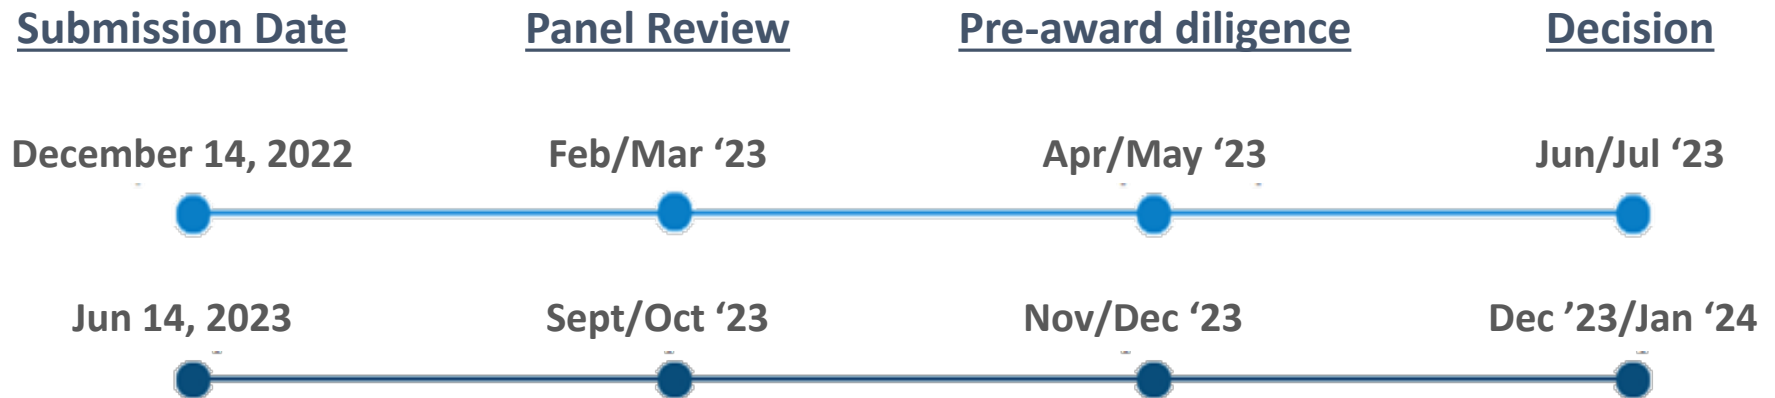 Submission Date Panel Review Pre-award diligence Decision
December 14, 2022 Feb/Mar ‘23 Apr/May ‘23 Jun/Jul ‘23
Jun 14, 2023 Sept/Oct ‘23 Nov/Dec ‘23 Dec ’23/Jan ‘24